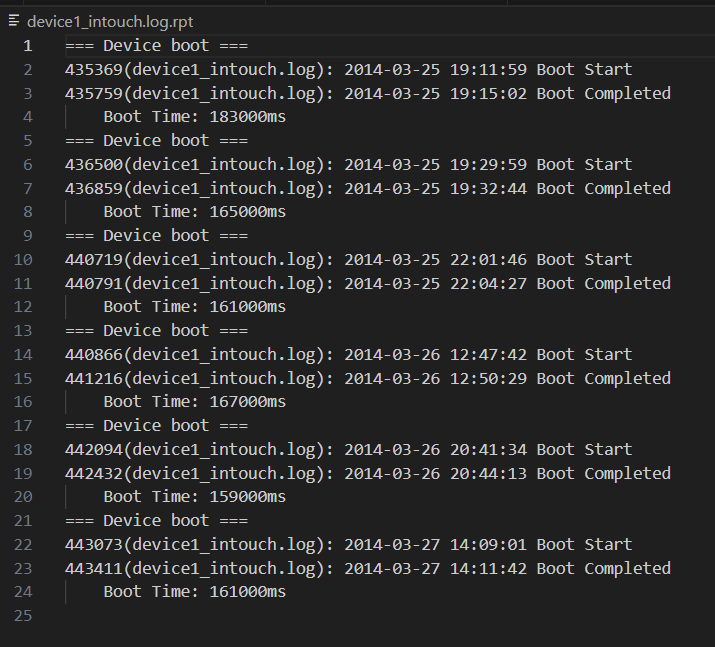 device1_intouch.log.rpt
1 === Device boot ===
2 435369(device1_intouch.log): 2014-03-25 19:11:59 Boot Start
3 435759(device1_intouch.log): 2014-03-25 19:15:02 Boot Completed
4     Boot Time: 183000ms
5 === Device boot ===
6 436500(device1_intouch.log): 2014-03-25 19:29:59 Boot Start
7 436859(device1_intouch.log): 2014-03-25 19:32:44 Boot Completed
8     Boot Time: 165000ms
9 === Device boot ===
10 440719(device1_intouch.log): 2014-03-25 22:01:46 Boot Start
11 440791(device1_intouch.log): 2014-03-25 22:04:27 Boot Completed
12     Boot Time: 161000ms
13 === Device boot ===
14 440866(device1_intouch.log): 2014-03-26 12:47:42 Boot Start
15 441216(device1_intouch.log): 2014-03-26 12:50:29 Boot Completed
16     Boot Time: 167000ms
17 === Device boot ===
18 442094(device1_intouch.log): 2014-03-26 20:41:34 Boot Start
19 442432(device1_intouch.log): 2014-03-26 20:44:13 Boot Completed
20     Boot Time: 159000ms
21 === Device boot ===
22 443073(device1_intouch.log): 2014-03-27 14:09:01 Boot Start
23 443411(device1_intouch.log): 2014-03-27 14:11:42 Boot Completed
24     Boot Time: 161000ms
25